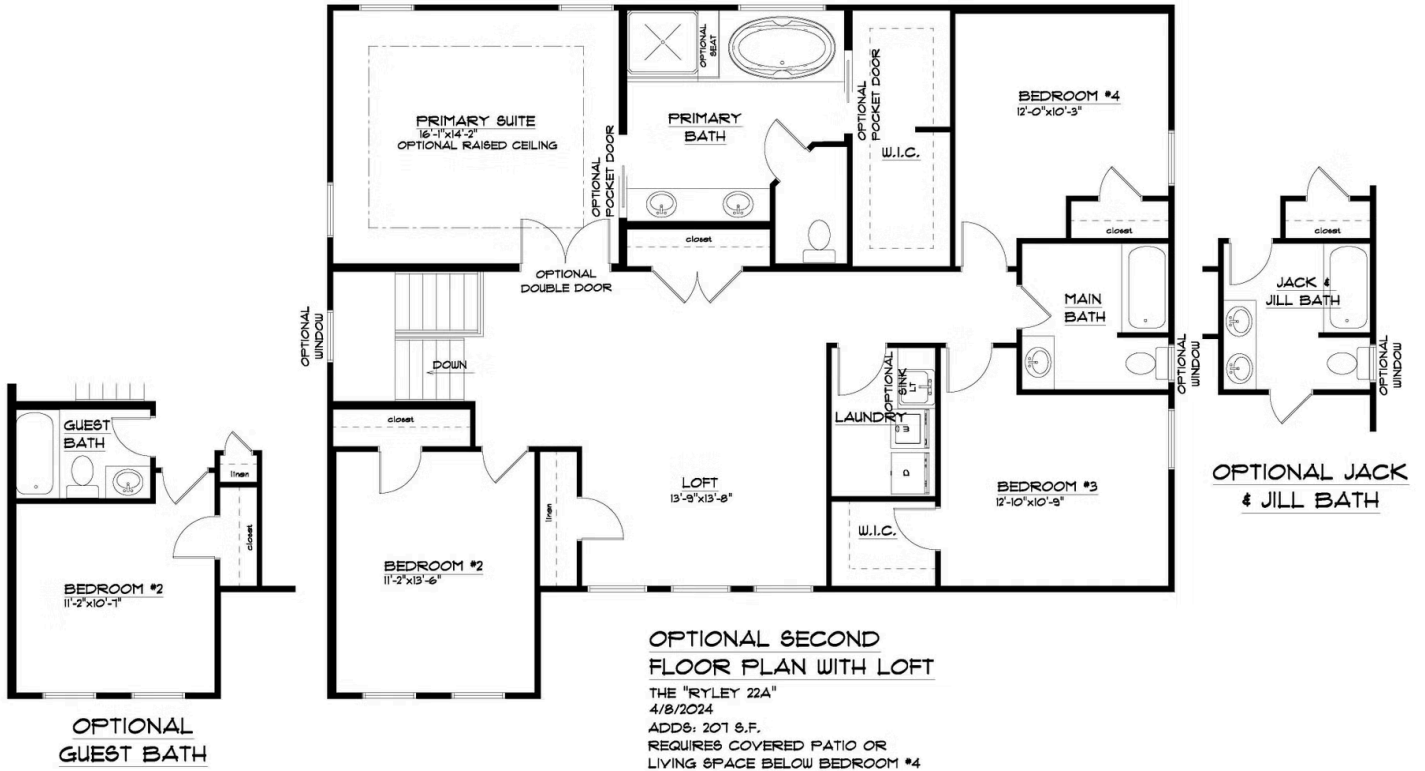 PRIMARY SUITE
16'-1"x14'-2"
OPTIONAL RAISED CEILING
OPTIONAL
POCKET DOOR
PRIMARY
BATH
OPTIONAL
SEAT
OPTIONAL
POCKET DOOR
W.I.C.
BEDROOM #4
12'-0"x10'-3"
closet
closet
OPTIONAL
DOUBLE DOOR
OPTIONAL
WINDOW
DOWN
MAIN
BATH
OPTIONAL
WINDOW
closet
JACK &
JILL BATH
OPTIONAL
WINDOW
OPTIONAL JACK
& JILL BATH
closet
BEDROOM #2
11'-2"x13'-6"
linen
LOFT
13'-9"x13'-8"
OPTIONAL
SINK
LT
LAUNDRY
W
D
W.I.C.
BEDROOM #3
12'-10"x10'-9"
GUEST
BATH
linen
closet
BEDROOM #2
11'-2"x10'-7"
OPTIONAL
GUEST BATH
OPTIONAL SECOND
FLOOR PLAN WITH LOFT
THE "RYLEY 22A"
4/8/2024
ADDS: 207 S.F.
REQUIRES COVERED PATIO OR
LIVING SPACE BELOW BEDROOM #4